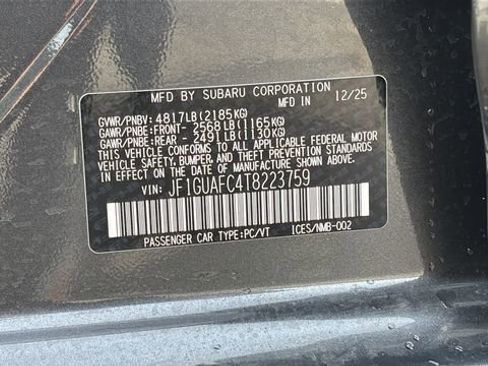 MFD BY SUBARU CORPORATION
MADE IN JAPAN 12/25
GVWR/PNBV: 4817LB(2185KG)
GAWR/PNBE:FRONT- 2568LB(1165KG)
GAWR/PNBE:REAR - 2491LB(1130KG)
THIS VEHICLE CONFORMS TO ALL APPLICABLE FEDERAL MOTOR
VEHICLE SAFETY, BUMPER, AND THEFT PREVENTION STANDARDS
IN EFFECT ON THE DATE OF MANUFACTURE SHOWN ABOVE.
VIN: JF1GUAFC4T8223759
PASSENGER CAR TYPE:PC/VT ICES/NMB-002